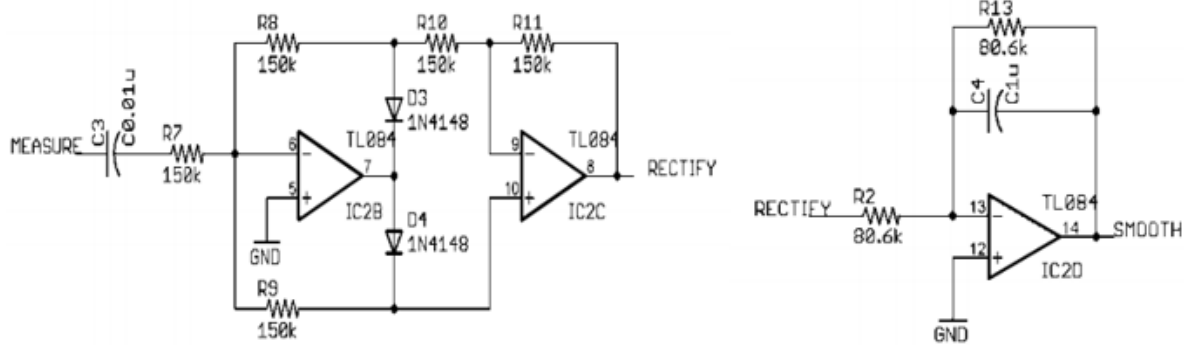 R8
150k
R10
150k
R11
150k
R13
80.6k
C4
C1u
MEASURE
C3
C0.01u
R7
150k
D3
1N4148
6
5
7
TL084
IC2B
GND
D4
1N4148
9
10
8
TL084
IC2C
RECTIFY
R9
150k
RECTIFY
R2
80.6k
13
12
14
TL084
IC2D
SMOOTH
GND